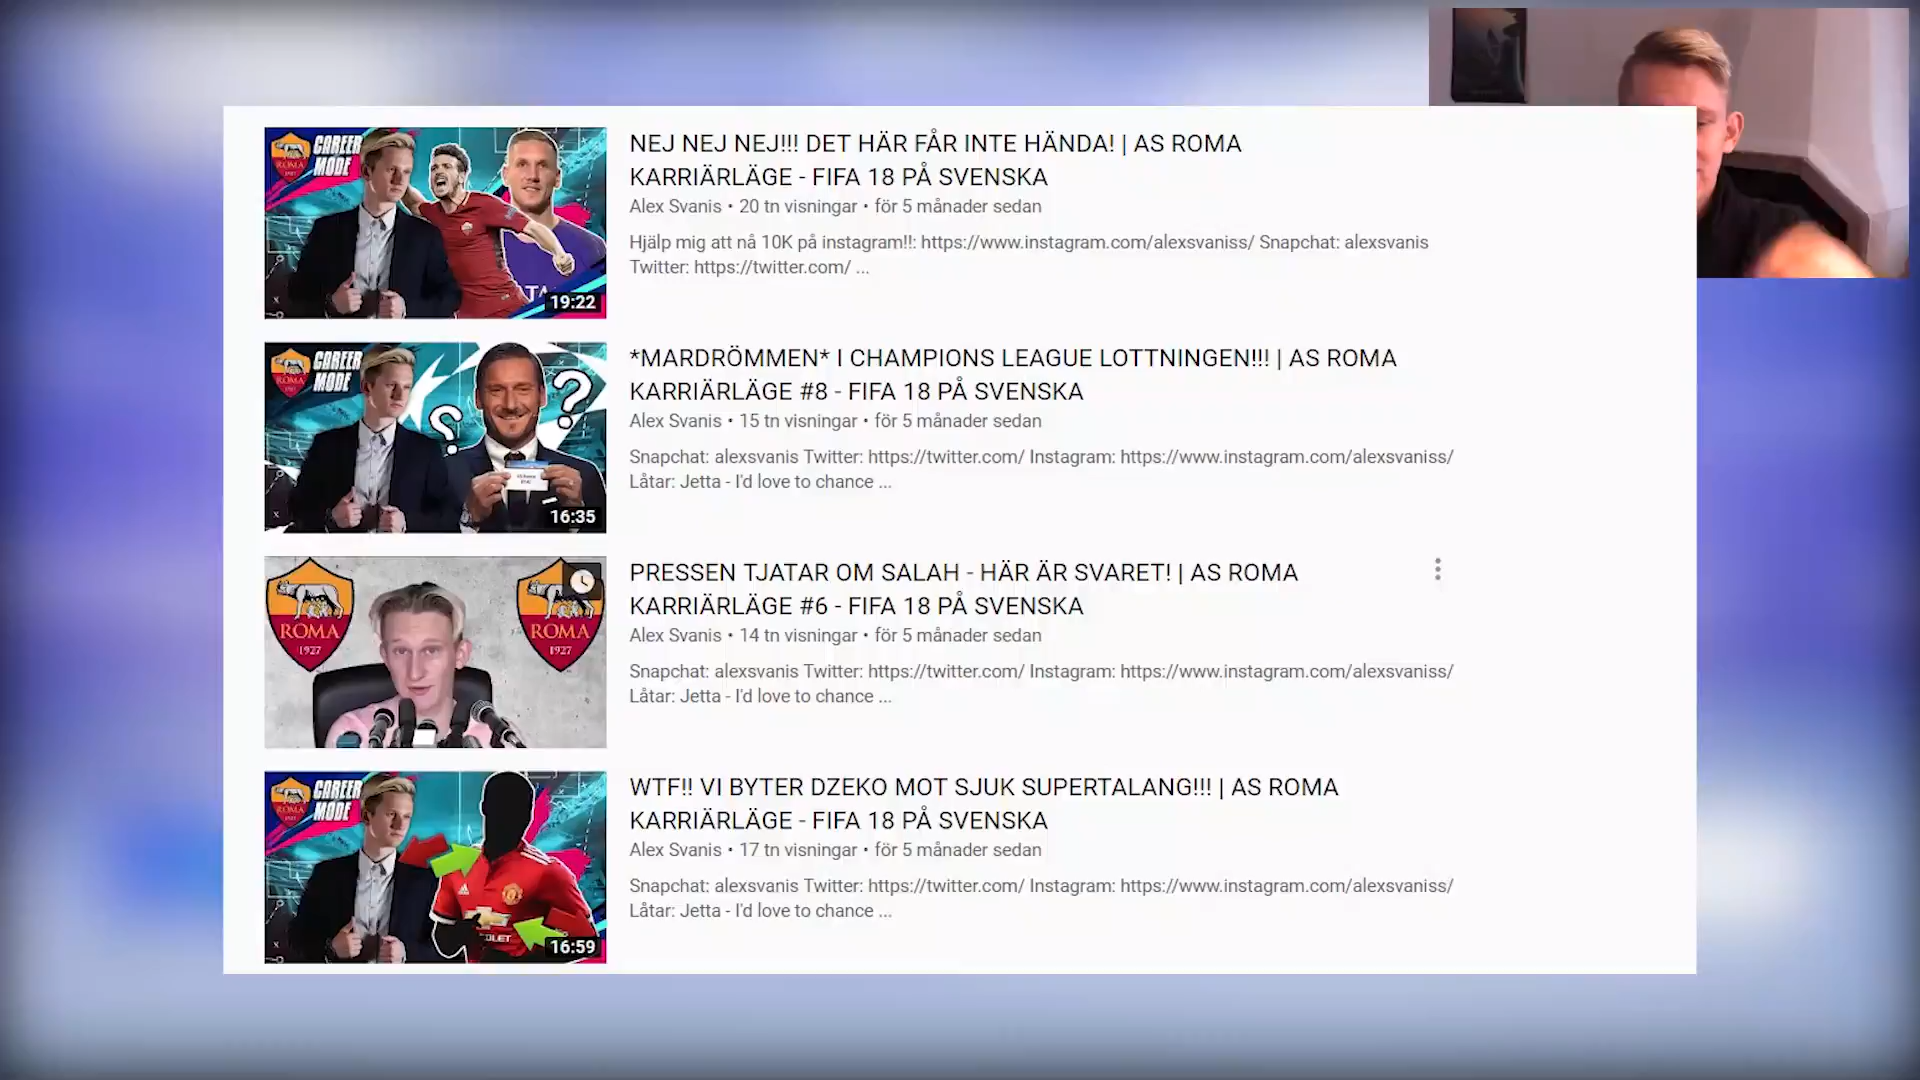 CAREER
MODE
ROMA
19:22
NEJ NEJ NEJ!!! DET HÄR FÅR INTE HÄNDA! | AS ROMA
KARRIÄRLÄGE - FIFA 18 PÅ SVENSKA
Alex Svanis • 20 tn visningar • för 5 månader sedan
Hjälp mig att nå 10K på instagram!!: https://www.instagram.com/alexsvaniss/ Snapchat: alexsvanis
Twitter: https://twitter.com/ ...
CAREER
MODE
ROMA
16:35
*MARDRÖMMEN* I CHAMPIONS LEAGUE LOTTNINGEN!!! | AS ROMA
KARRIÄRLÄGE #8 - FIFA 18 PÅ SVENSKA
Alex Svanis • 15 tn visningar • för 5 månader sedan
Snapchat: alexsvanis Twitter: https://twitter.com/ Instagram: https://www.instagram.com/alexsvaniss/
Låtar: Jetta - I'd love to chance ...
ROMA
1927
ROMA
1927
PRESSEN TJATAR OM SALAH - HÄR ÄR SVARET! | AS ROMA
KARRIÄRLÄGE #6 - FIFA 18 PÅ SVENSKA
Alex Svanis • 14 tn visningar • för 5 månader sedan
Snapchat: alexsvanis Twitter: https://twitter.com/ Instagram: https://www.instagram.com/alexsvaniss/
Låtar: Jetta - I'd love to chance ...
CAREER
MODE
ROMA
16:59
WTF!! VI BYTER DZEKO MOT SJUK SUPERTALANG!!! | AS ROMA
KARRIÄRLÄGE - FIFA 18 PÅ SVENSKA
Alex Svanis • 17 tn visningar • för 5 månader sedan
Snapchat: alexsvanis Twitter: https://twitter.com/ Instagram: https://www.instagram.com/alexsvaniss/
Låtar: Jetta - I'd love to chance ...